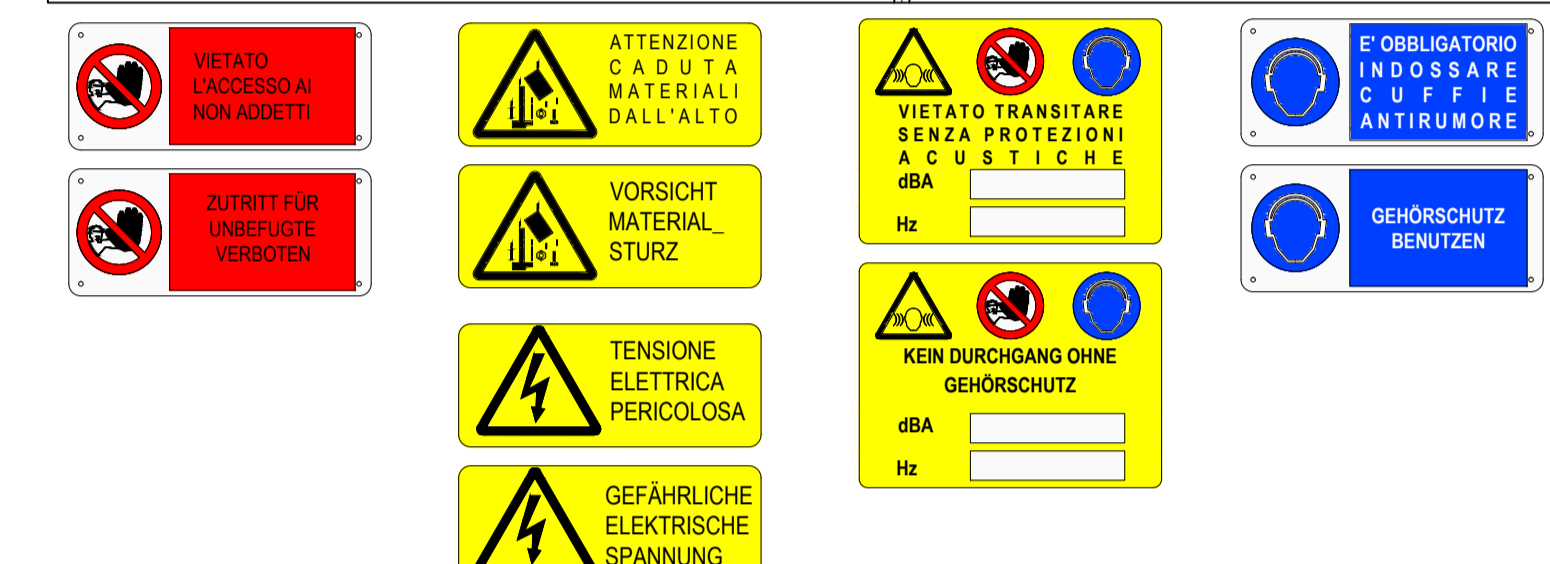 VIETATO
L'ACCESSO AI
NON ADDETTI
ZUTRITT FÜR
UNBEFUGTE
VERBOTEN
ATTENZIONE
CADUTA
MATERIALI
DALL'ALTO
VORSICHT
MATERIAL_
STURZ
TENSIONE
ELETTRICA
PERICOLOSA
GEFÄHRLICHE
ELEKTRISCHE
SPANNUNG
VIETATO TRANSITARE
SENZA PROTEZIONI
ACUSTICHE
dBA
Hz
KEIN DURCHGANG OHNE
GEHÖRSCHUTZ
dBA
Hz
E' OBBLIGATORIO
INDOSSARE
CUFFIE
ANTIRUMORE
GEHÖRSCHUTZ
BENUTZEN